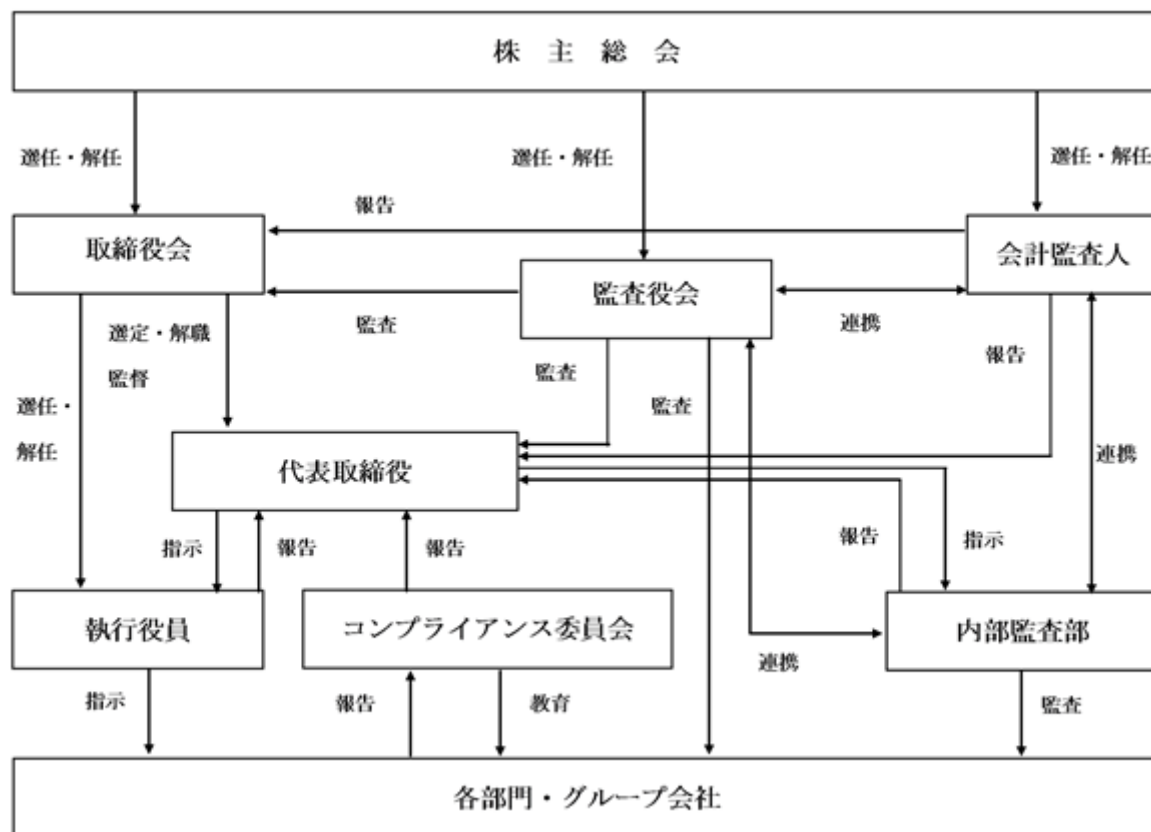 株 主 総 会
選任・解任
選任・解任
選任・解任
報告
取締役会
会計監査人
監査役会
監査
連携
選定・解職
監督
報告
監査
監査
選任・
解任
連携
代表取締役
指示
報告
報告
報告
指示
執行役員
コンプライアンス委員会
内部監査部
連携
指示
報告
教育
監査
各部門・グループ会社